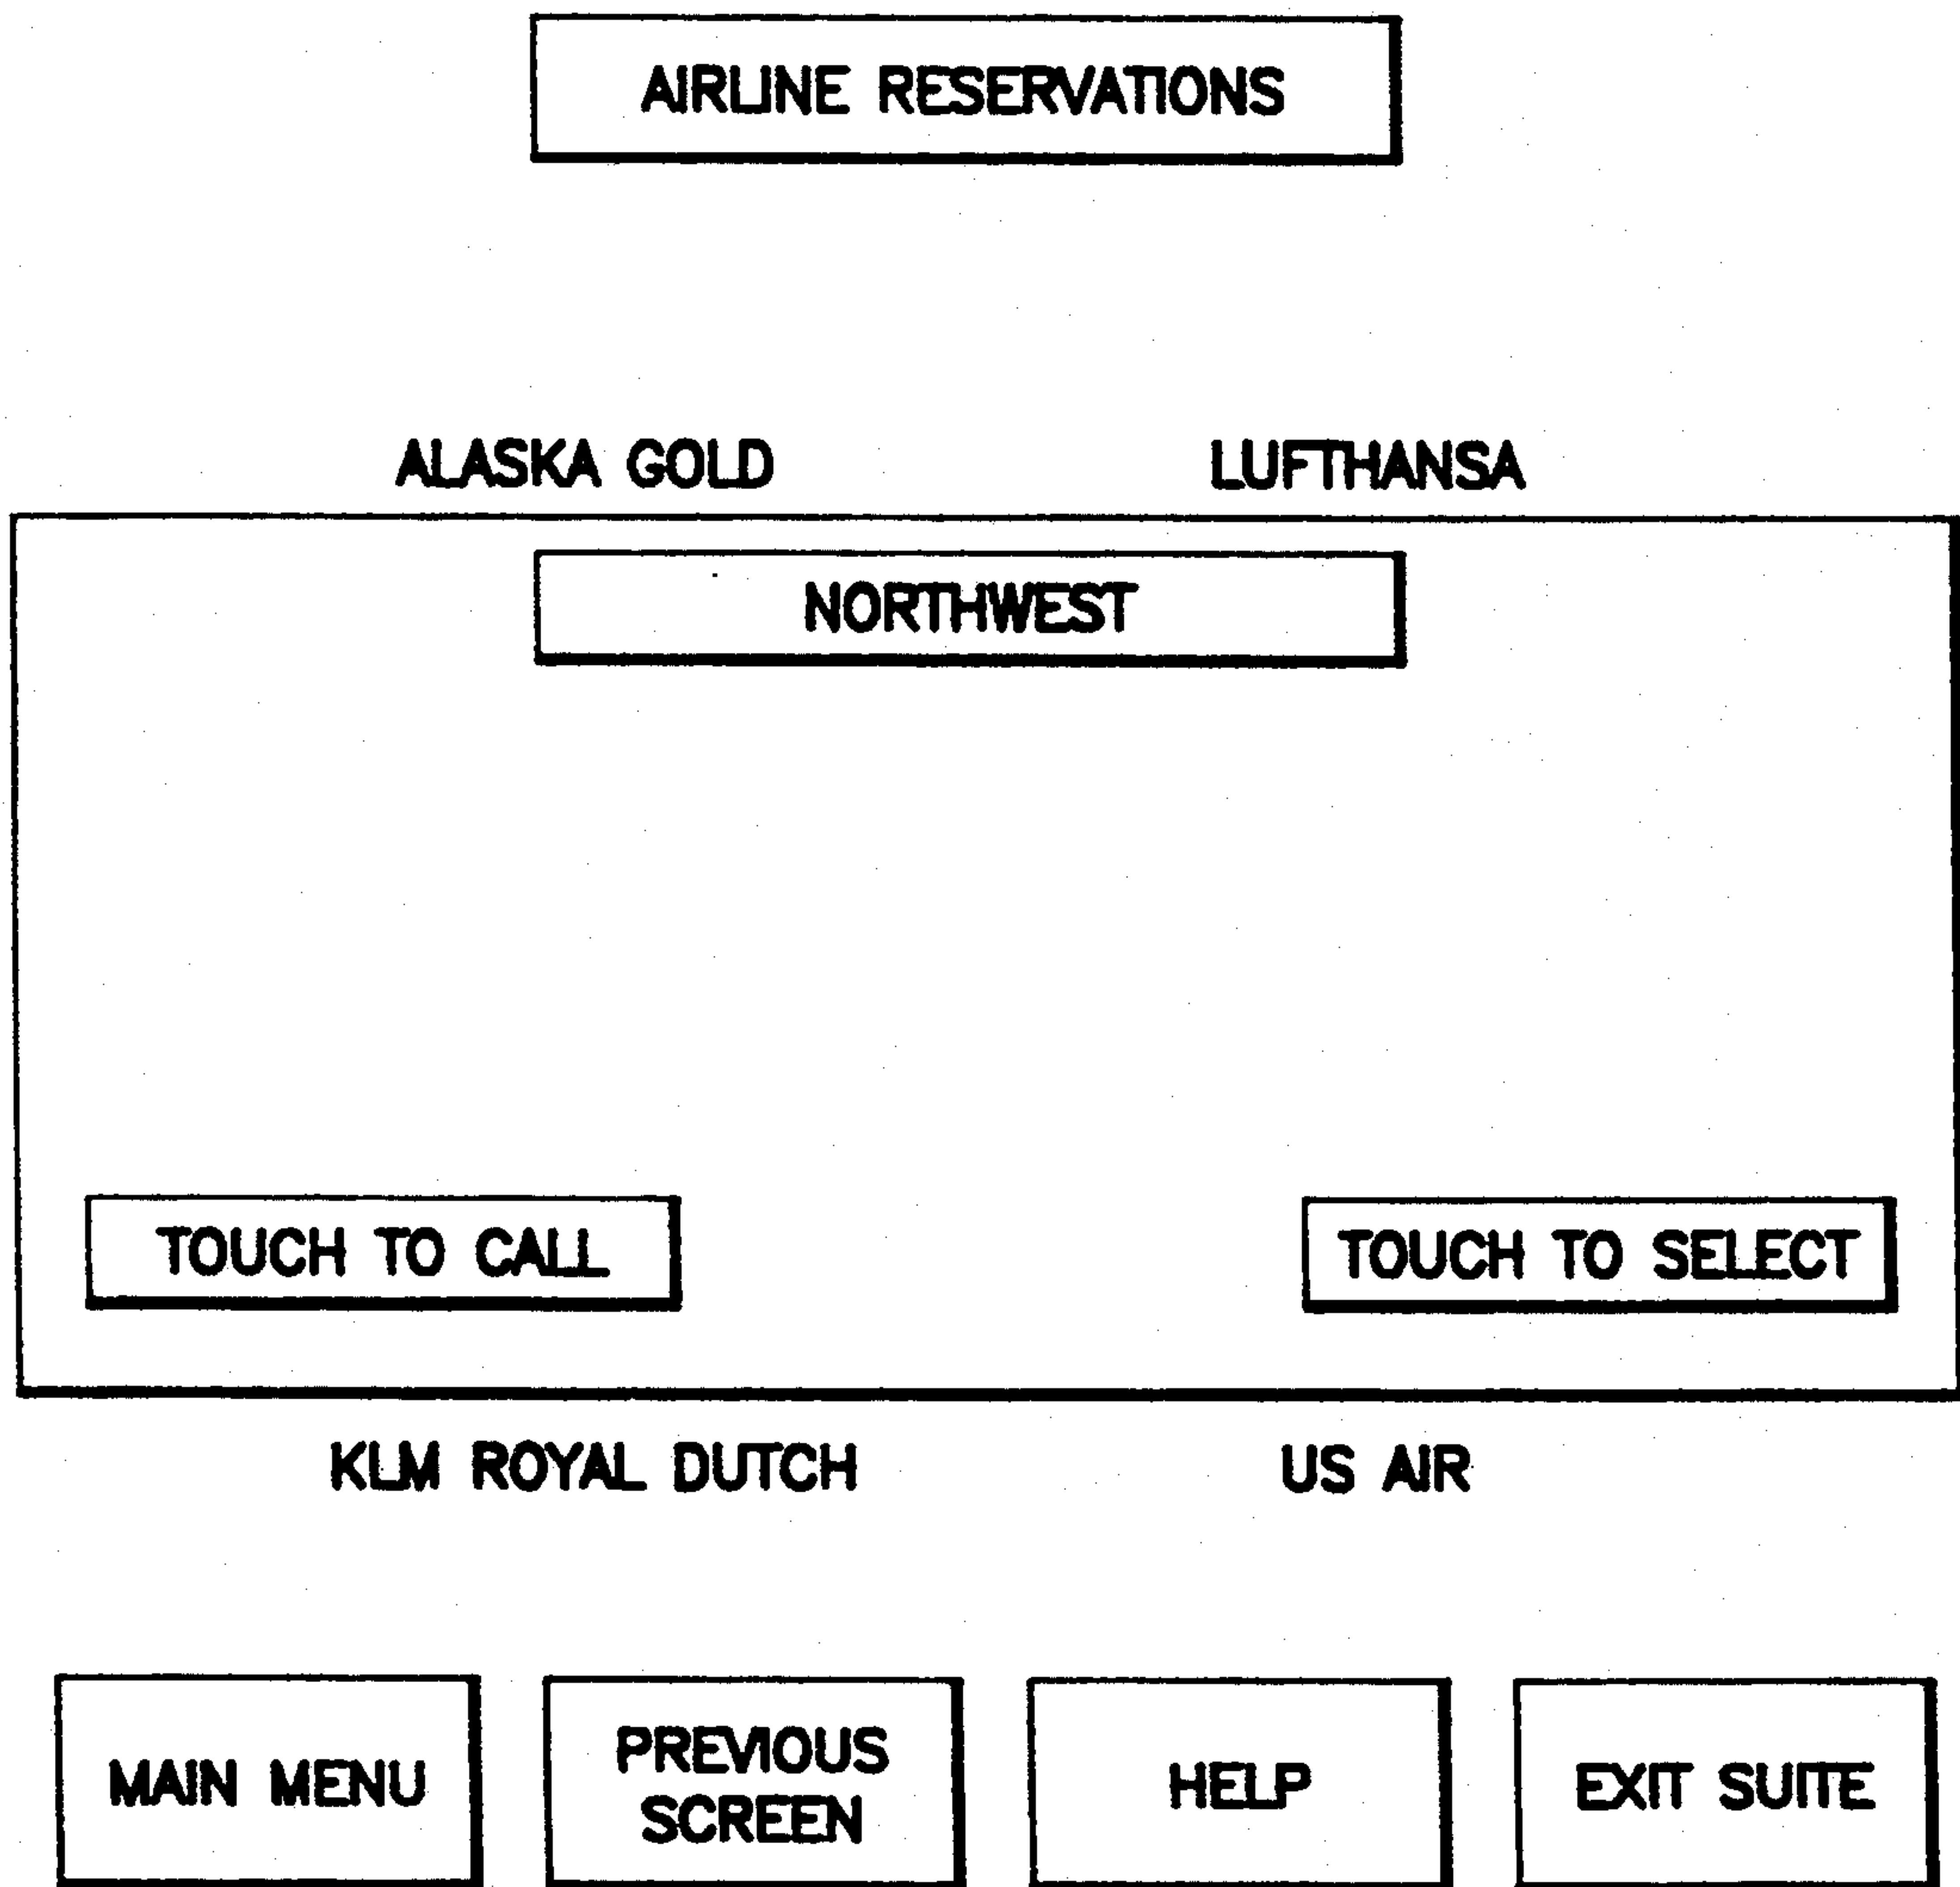 AIRLINE RESERVATIONS
ALASKA GOLD LUFTHANSA
NORTHWEST
TOUCH TO CALL TOUCH TO SELECT
KLM ROYAL DUTCH US AIR
MAIN MENU PREVIOUS SCREEN HELP EXIT SUITE